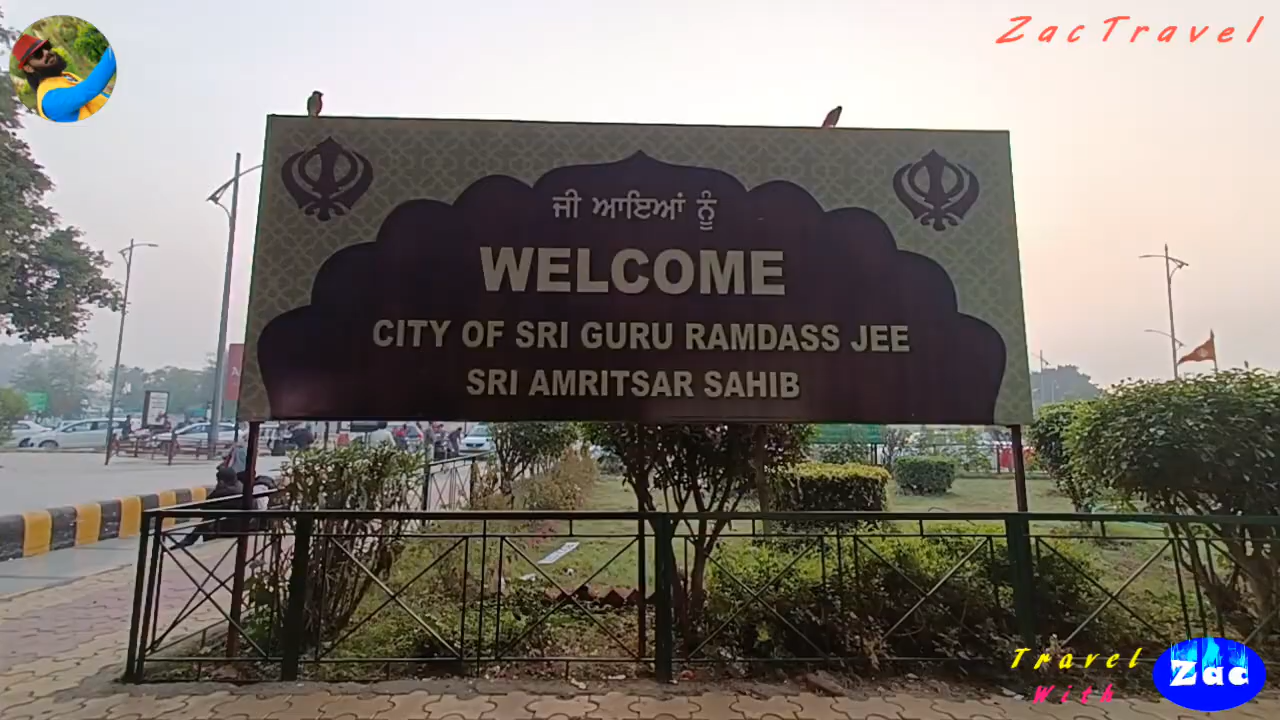 ZacTravel
ਜੀ ਆਇਆਂ ਨੂੰ
WELCOME
CITY OF SRI GURU RAMDASS JEE
SRI AMRITSAR SAHIB
Travel
With
Zac